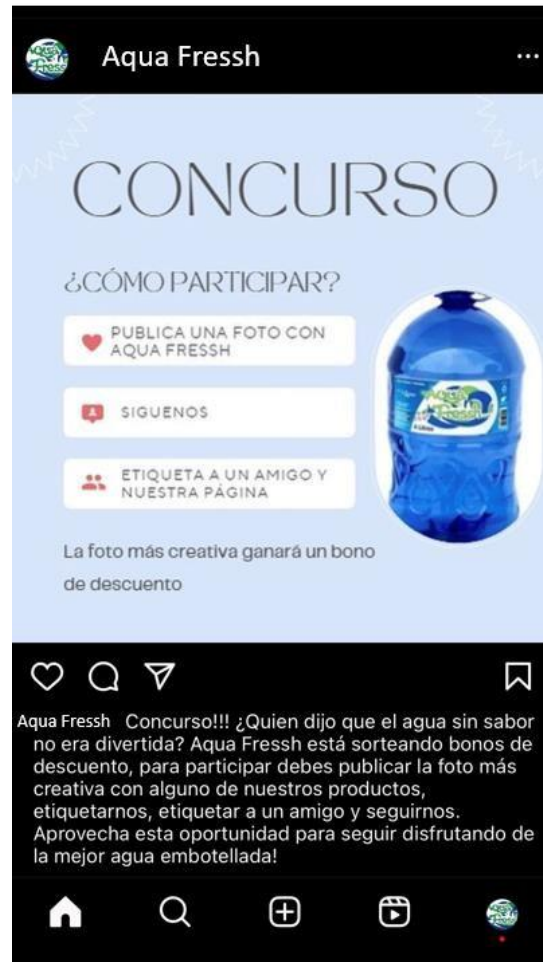 Aqua Fressh
CONCURSO
¿CÓMO PARTICIPAR?
PUBLICA UNA FOTO CON
AQUA FRESSH
SIGUENOS
ETIQUETA A UN AMIGO Y
NUESTRA PÁGINA
Aqua
Fressh
La foto más creativa ganará un bono
de descuento
Aqua Fressh Concurso!!! ¿Quien dijo que el agua sin sabor
no era divertida? Aqua Fressh está sorteando bonos de
descuento, para participar debes publicar la foto más
creativa con alguno de nuestros productos,
etiquetarnos, etiquetar a un amigo y seguirnos.
Aprovecha esta oportunidad para seguir disfrutando de
la mejor agua embotellada!